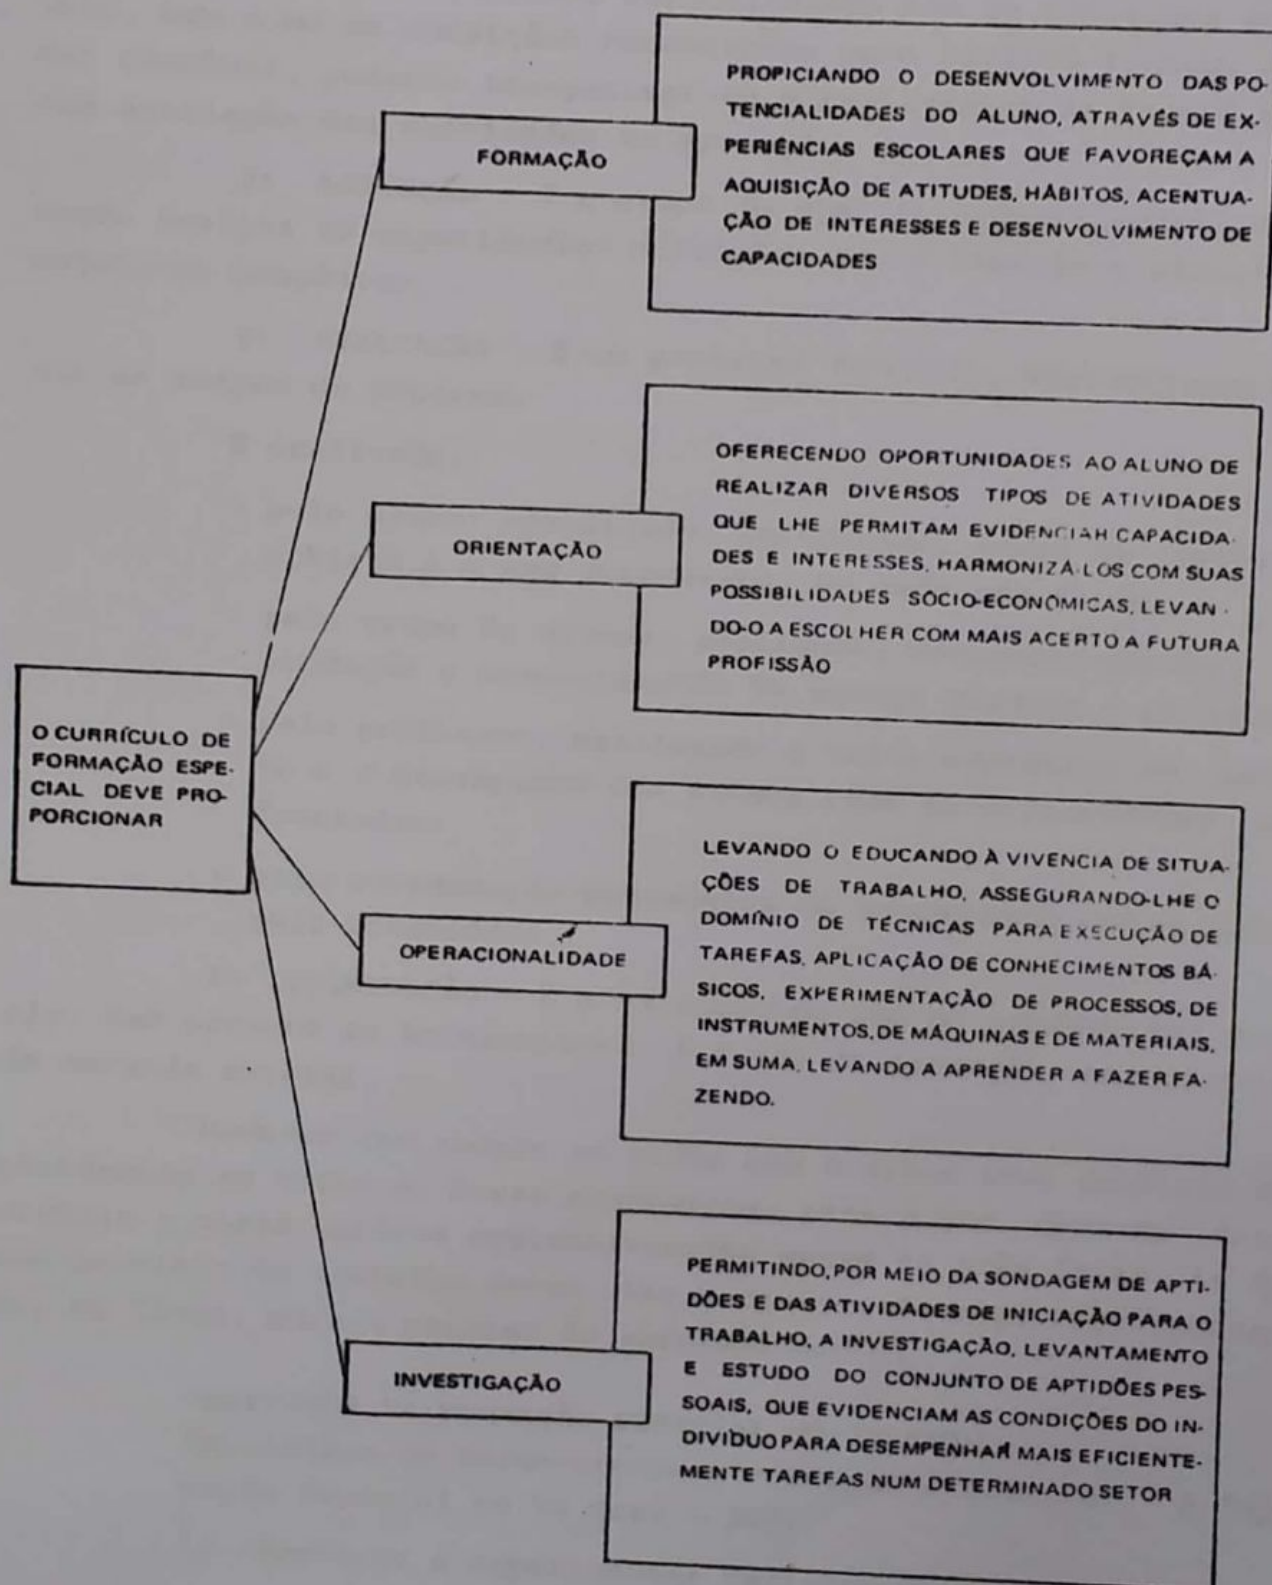 O CURRÍCULO DE
FORMAÇÃO ESPE-
CIAL DEVE PRO-
PORCIONAR
FORMAÇÃO
PROPICIANDO O DESENVOLVIMENTO DAS PO-
TENCIALIDADES DO ALUNO, ATRAVÉS DE EX-
PERIÊNCIAS ESCOLARES QUE FAVOREÇAM A
AQUISIÇÃO DE ATITUDES, HÁBITOS, ACENTUA-
ÇÃO DE INTERESSES E DESENVOLVIMENTO DE
CAPACIDADES
ORIENTAÇÃO
OFERECENDO OPORTUNIDADES AO ALUNO DE
REALIZAR DIVERSOS TIPOS DE ATIVIDADES
QUE LHE PERMITAM EVIDENCIAR CAPACIDA-
DES E INTERESSES, HARMONIZÁ-LOS COM SUAS
POSSIBILIDADES SÓCIO-ECONÔMICAS, LEVAN-
DO-O A ESCOLHER COM MAIS ACERTO A FUTURA
PROFISSÃO
OPERACIONALIDADE
LEVANDO O EDUCANDO À VIVENCIA DE SITUA-
ÇÕES DE TRABALHO, ASSEGURANDO-LHE O
DOMÍNIO DE TÉCNICAS PARA EXECUÇÃO DE
TAREFAS, APLICAÇÃO DE CONHECIMENTOS BÁ-
SICOS, EXPERIMENTAÇÃO DE PROCESSOS, DE
INSTRUMENTOS, DE MÁQUINAS E DE MATERIAIS,
EM SUMA, LEVANDO A APRENDER A FAZER FA-
ZENDO.
INVESTIGAÇÃO
PERMITINDO, POR MEIO DA SONDAGEM DE APTI-
DÕES E DAS ATIVIDADES DE INICIAÇÃO PARA O
TRABALHO, A INVESTIGAÇÃO, LEVANTAMENTO
E ESTUDO DO CONJUNTO DE APTIDÕES PES-
SOAIS, QUE EVIDENCIAM AS CONDIÇÕES DO IN-
DIVÍDUO PARA DESEMPENHAR MAIS EFICIENTE-
MENTE TAREFAS NUM DETERMINADO SETOR